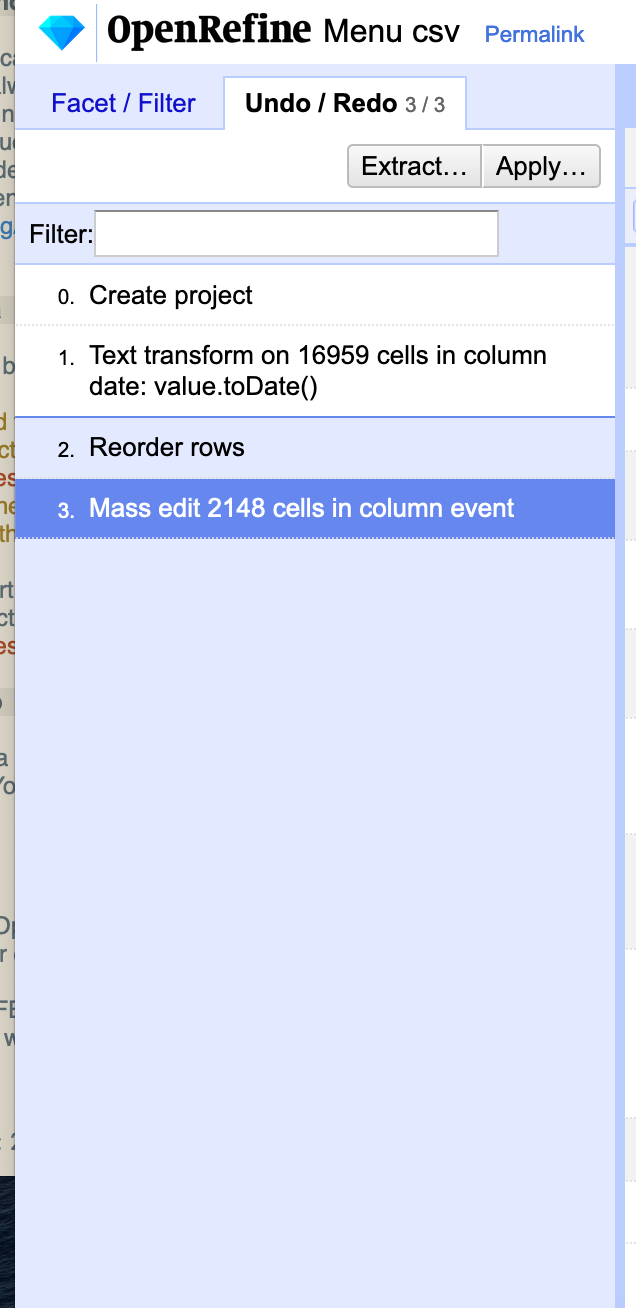 OpenRefine Menu csv Permalink
Facet / Filter Undo / Redo 3 / 3
Extract... Apply...
Filter:
0. Create project
1. Text transform on 16959 cells in column
date: value.toDate()
2. Reorder rows
3. Mass edit 2148 cells in column event